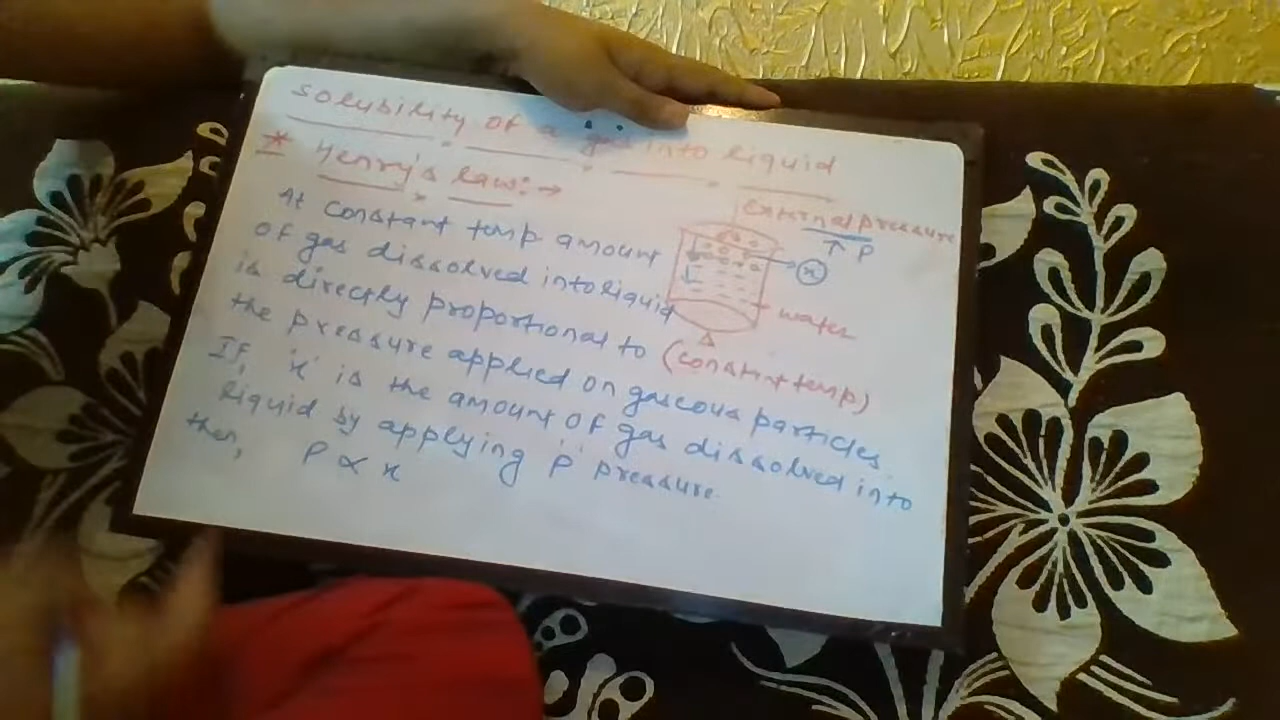 Solubility of a gas into liquid
* Henry's law:→
At constant temp. amount
of gas dissolved into liquid
is directly proportional to
the pressure applied on gaseous particles
If, 'x' is the amount of gas dissolved into
liquid by applying 'p' pressure.
then, P ∝ x
External pressure
↑ P
x
water
Δ
(constant temp)